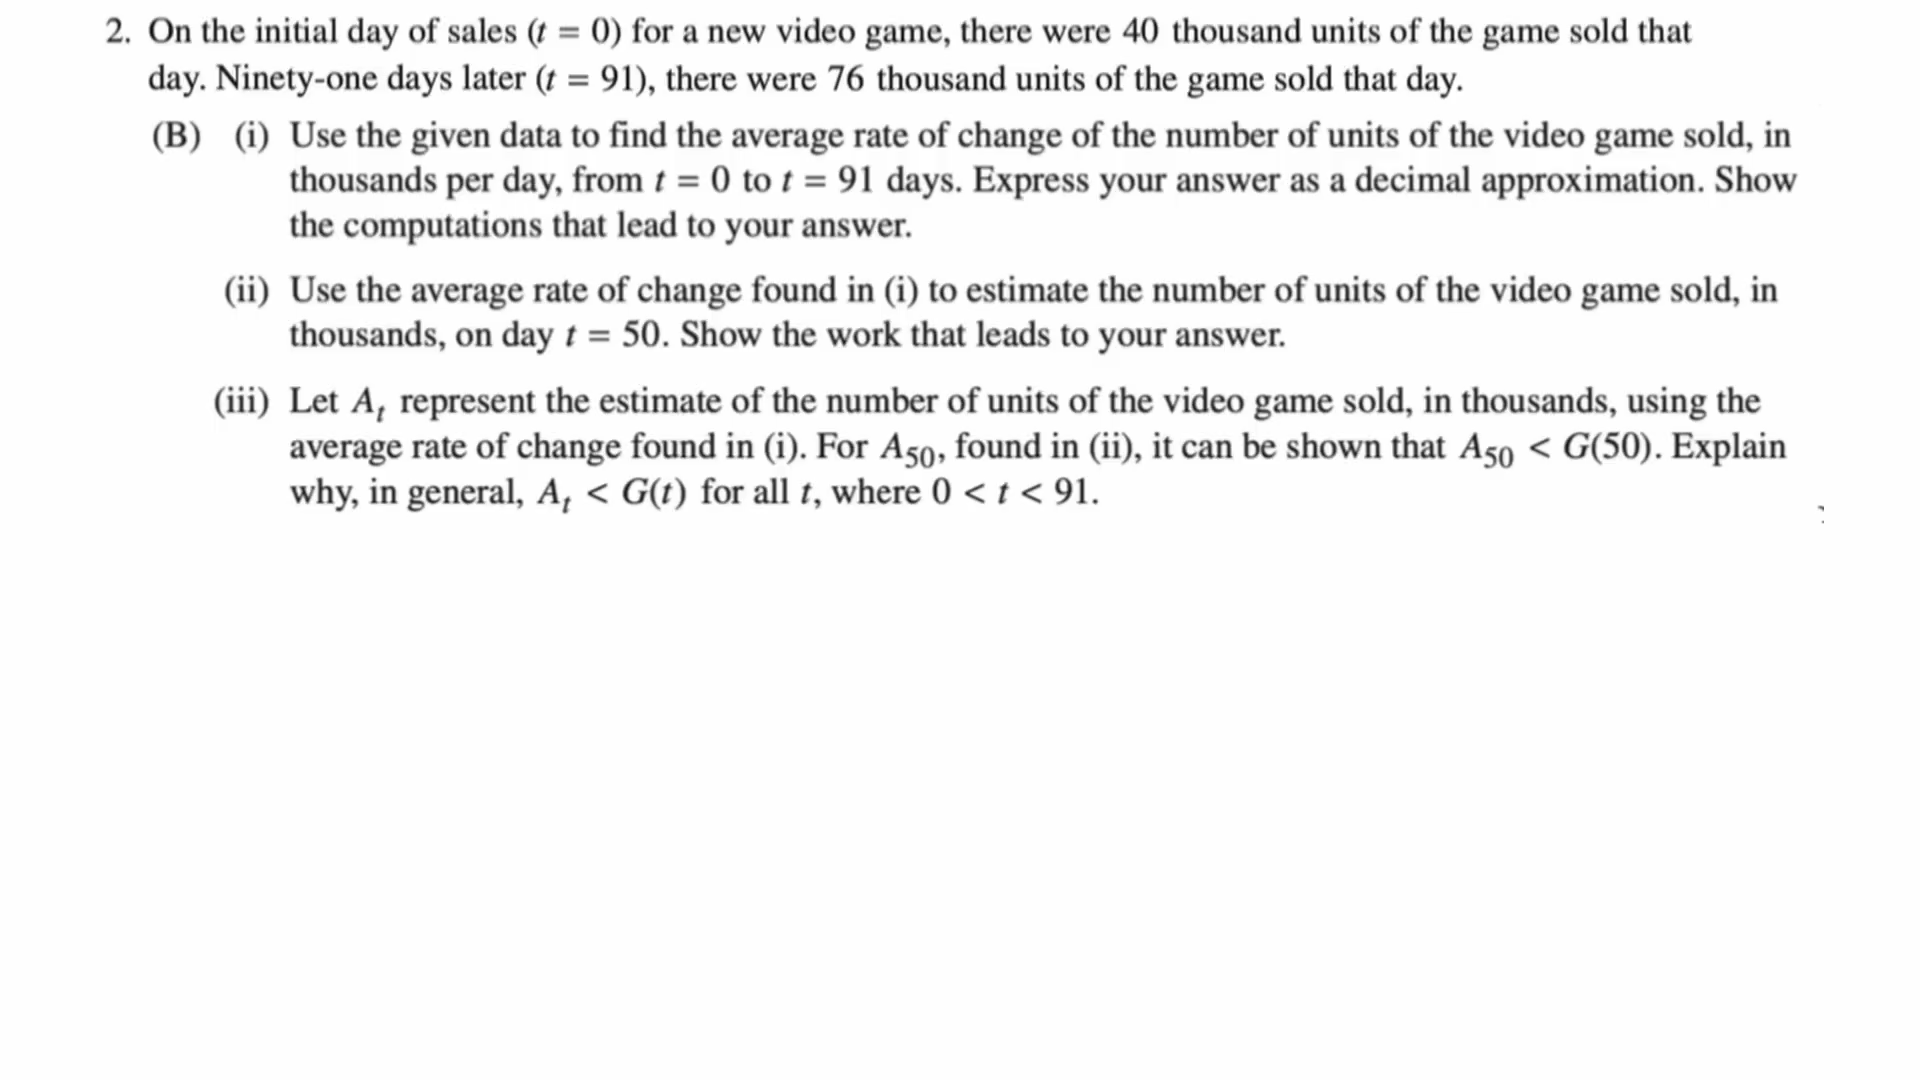 2. On the initial day of sales (t = 0) for a new video game, there were 40 thousand units of the game sold that
day. Ninety-one days later (t = 91), there were 76 thousand units of the game sold that day.
(B) (i) Use the given data to find the average rate of change of the number of units of the video game sold, in
thousands per day, from t = 0 to t = 91 days. Express your answer as a decimal approximation. Show
the computations that lead to your answer.
(ii) Use the average rate of change found in (i) to estimate the number of units of the video game sold, in
thousands, on day t = 50. Show the work that leads to your answer.
(iii) Let Aₜ represent the estimate of the number of units of the video game sold, in thousands, using the
average rate of change found in (i). For A₅₀, found in (ii), it can be shown that A₅₀ < G(50). Explain
why, in general, Aₜ < G(t) for all t, where 0 < t < 91.